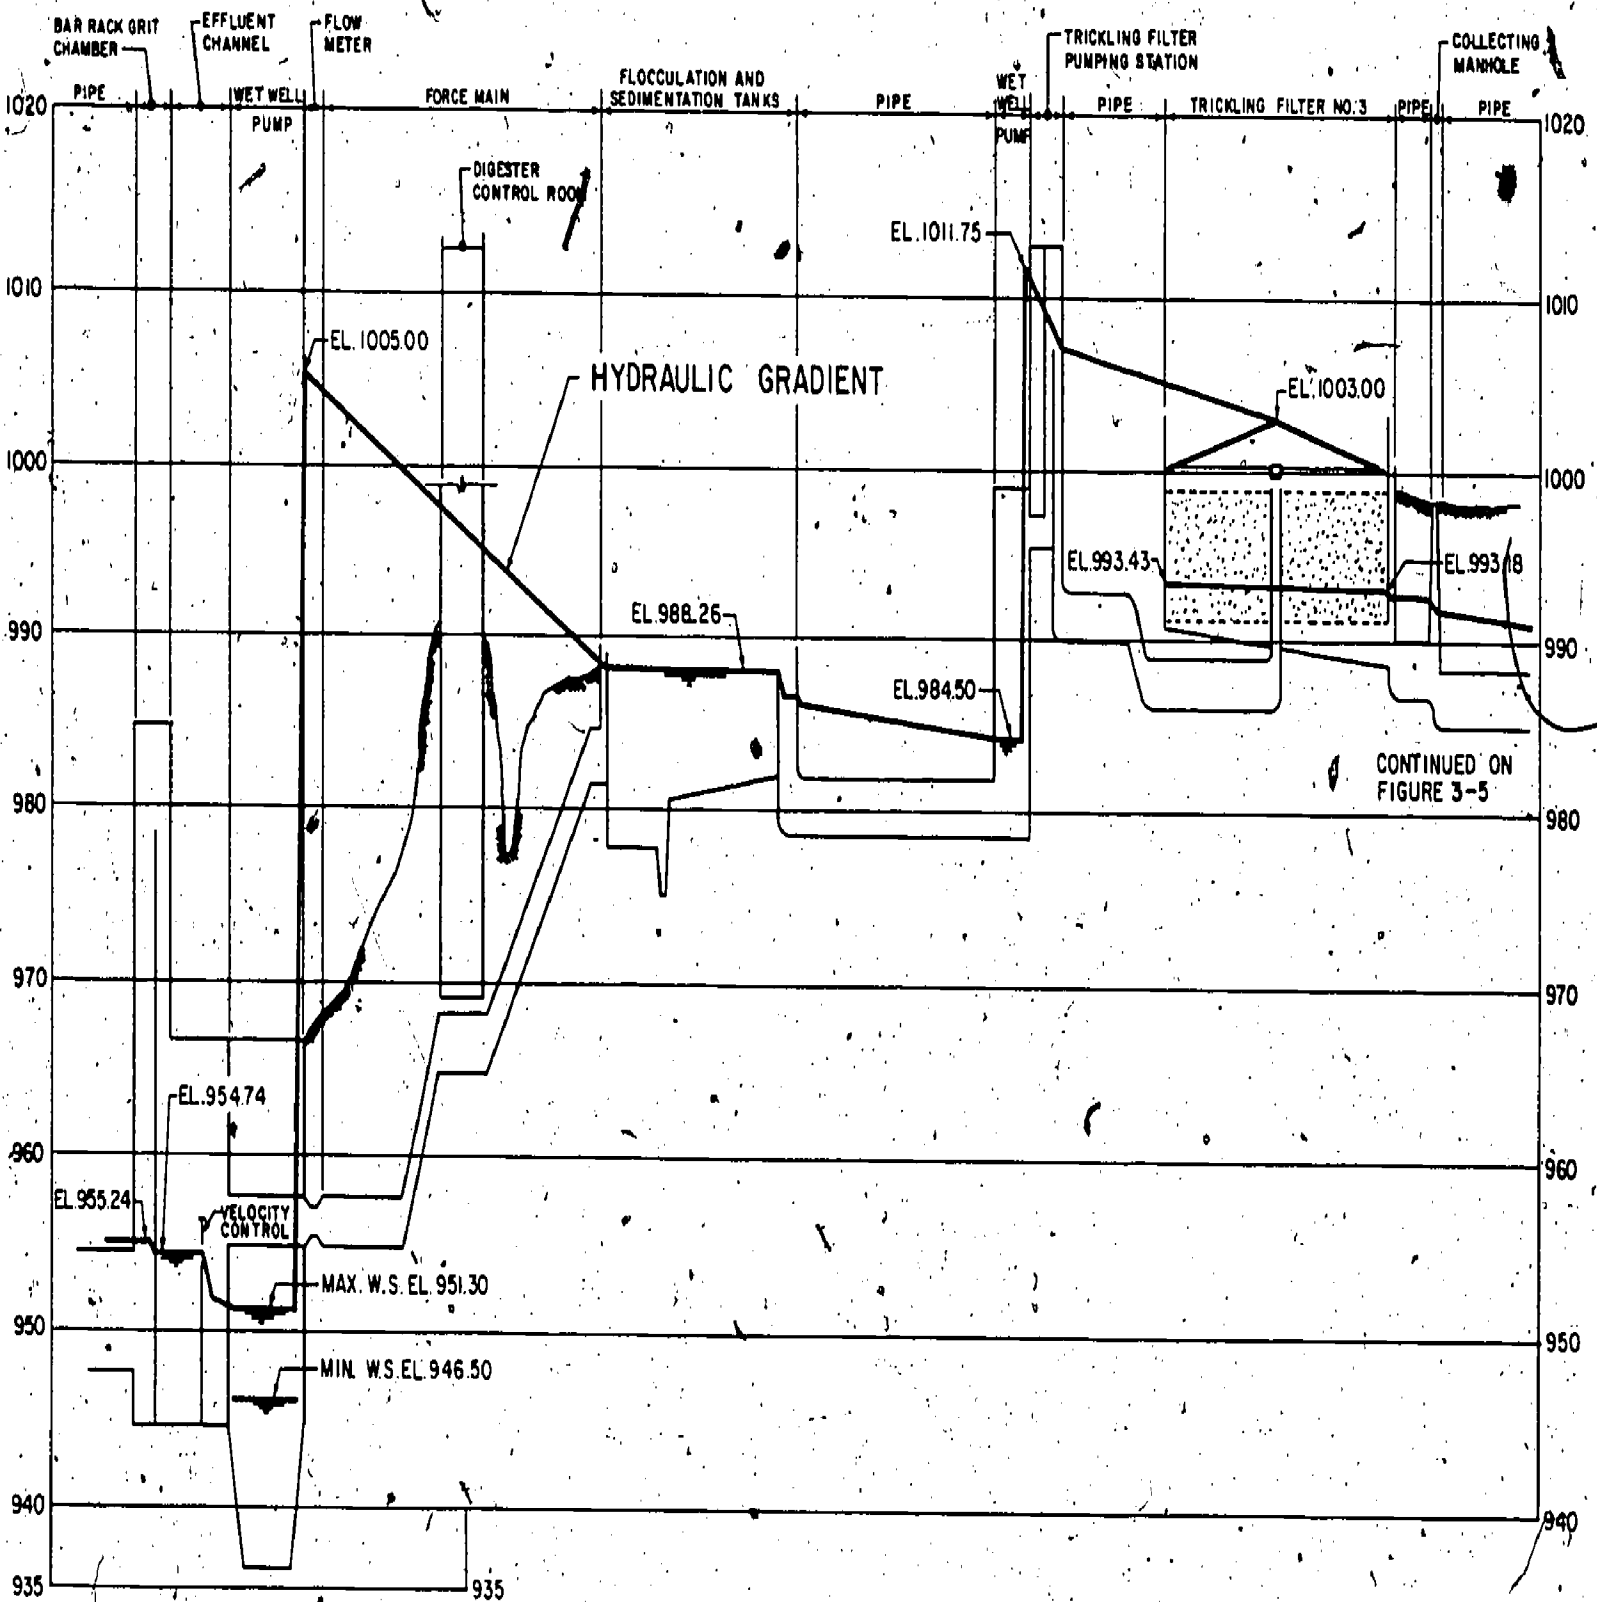 BAR RACK GRIT
CHAMBER
EFFLUENT
CHANNEL
FLOW
METER
TRICKLING FILTER
PUMPING STATION
COLLECTING
MANHOLE
PIPE
WET WELL
PUMP
FORCE MAIN
FLOCCULATION AND
SEDIMENTATION TANKS
PIPE
WET
WELL
PUMP
PIPE
TRICKLING FILTER NO. 3
PIPE
PIPE
1020
1020
DIGESTER
CONTROL ROOM
EL. 1011.75
1010
1010
EL. 1005.00
HYDRAULIC GRADIENT
EL. 1003.00
1000
1000
EL. 993.43
EL. 993.18
990
990
EL. 988.26
EL. 984.50
CONTINUED ON
FIGURE 3-5
980
980
970
970
EL. 954.74
960
960
EL. 955.24
VELOCITY
CONTROL
MAX. W.S. EL. 951.30
950
950
MIN. W.S. EL. 946.50
940
940
935
935